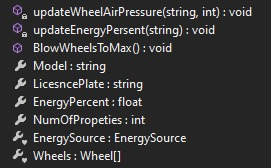 updateWheelAirPressure(string, int) : void
updateEnergyPersent(string) : void
BlowWheelsToMax() : void
Model : string
LicescncePlate : string
EnergyPercent : float
NumOfPropeties : int
EnergySource : EnergySource
Wheels : Wheel[]